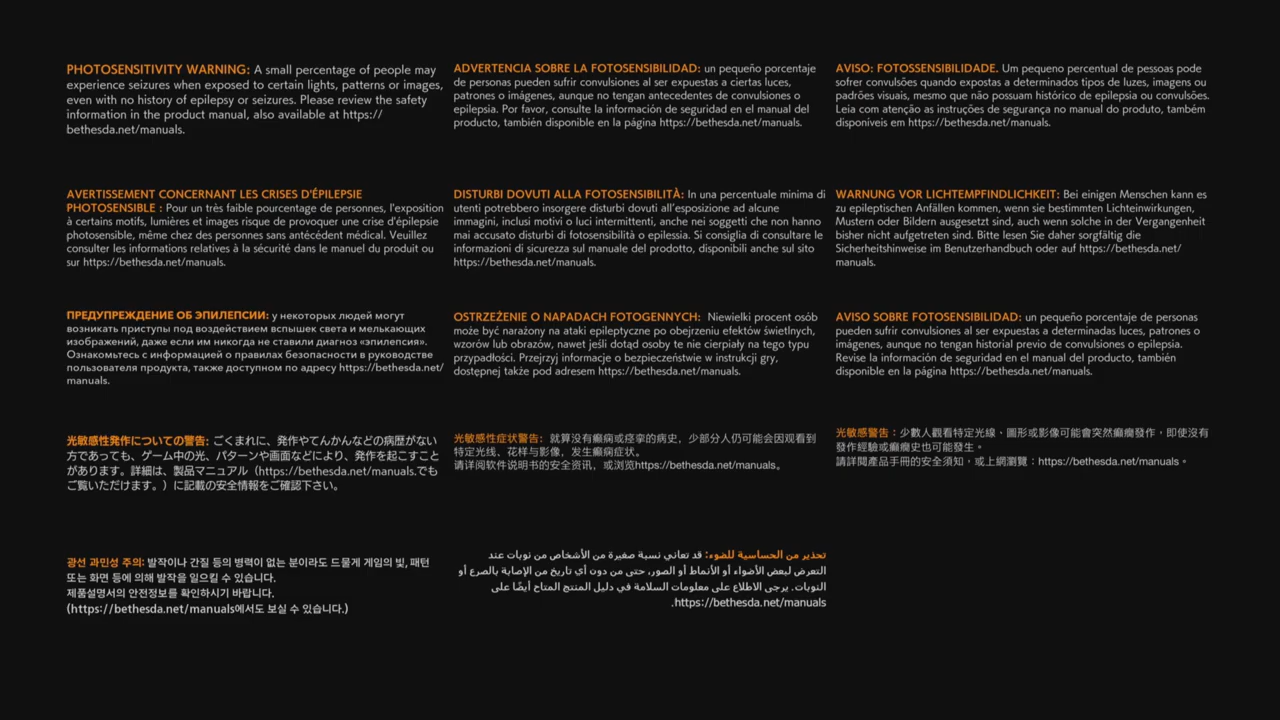 PHOTOSENSITIVITY WARNING: A small percentage of people may
experience seizures when exposed to certain lights, patterns or images,
even with no history of epilepsy or seizures. Please review the safety
information in the product manual, also available at https://
bethesda.net/manuals.
ADVERTENCIA SOBRE LA FOTOSENSIBILIDAD: un pequeño porcentaje
de personas pueden sufrir convulsiones al ser expuestas a ciertas luces,
patrones o imágenes, aunque no tengan antecedentes de convulsiones o
epilepsia. Por favor, consulte la información de seguridad en el manual del
producto, también disponible en la página https://bethesda.net/manuals.
AVISO: FOTOSSENSIBILIDADE. Um pequeno percentual de pessoas pode
sofrer convulsões quando expostas a determinados tipos de luzes, imagens ou
padrões visuais, mesmo que não possuam histórico de epilepsia ou convulsões.
Leia com atenção as instruções de segurança no manual do produto, também
disponíveis em https://bethesda.net/manuals.
AVERTISSEMENT CONCERNANT LES CRISES D'ÉPILEPSIE
PHOTOSENSIBLE : Pour un très faible pourcentage de personnes, l'exposition
à certains motifs, lumières et images risque de provoquer une crise d'épilepsie
photosensible, même chez des personnes sans antécédent médical. Veuillez
consulter les informations relatives à la sécurité dans le manuel du produit ou
sur https://bethesda.net/manuals.
DISTURBI DOVUTI ALLA FOTOSENSIBILITÀ: In una percentuale minima di
utenti potrebbero insorgere disturbi dovuti all'esposizione ad alcune
immagini, inclusi motivi o luci intermittenti, anche nei soggetti che non hanno
mai accusato disturbi di fotosensibilità o epilessia. Si consiglia di consultare le
informazioni di sicurezza sul manuale del prodotto, disponibili anche sul sito
https://bethesda.net/manuals.
WARNUNG VOR LICHTEMPFINDLICHKEIT: Bei einigen Menschen kann es
zu epileptischen Anfällen kommen, wenn sie bestimmten Lichteinwirkungen,
Mustern oder Bildern ausgesetzt sind, auch wenn solche in der Vergangenheit
bisher nicht aufgetreten sind. Bitte lesen Sie daher sorgfältig die
Sicherheitshinweise im Benutzerhandbuch oder auf https://bethesda.net/
manuals.
ПРЕДУПРЕЖДЕНИЕ ОБ ЭПИЛЕПСИИ: у некоторых людей могут
возникать приступы под воздействием вспышек света и мелькающих
изображений, даже если им никогда не ставили диагноз «эпилепсия».
Ознакомьтесь с информацией о правилах безопасности в руководстве
пользователя продукта, также доступном по адресу https://bethesda.net/
manuals.
OSTRZEŻENIE O NAPADACH FOTOGENNYCH: Niewielki procent osób
może być narażony na ataki epileptyczne po obejrzeniu efektów świetlnych,
wzorów lub obrazów, nawet jeśli dotąd osoby te nie cierpiały na tego typu
przypadłości. Przejrzyj informacje o bezpieczeństwie w instrukcji gry,
dostępnej także pod adresem https://bethesda.net/manuals.
AVISO SOBRE FOTOSENSIBILIDAD: un pequeño porcentaje de personas
pueden sufrir convulsiones al ser expuestas a determinadas luces, patrones o
imágenes, aunque no tengan historial previo de convulsiones o epilepsia.
Revise la información de seguridad en el manual del producto, también
disponible en la página https://bethesda.net/manuals.
光敏感性発作についての警告: ごくまれに、発作やてんかんなどの病歴がない
方であっても、ゲーム中の光、パターンや画面などにより、発作を起こすこと
があります。詳細は、製品マニュアル（https://bethesda.net/manuals.でも
ご覧いただけます。）に記載の安全情報をご確認下さい。
光敏感性症状警告：就算没有癫痫或痉挛的病史，少部分人仍可能会因观看到
特定光线、花样与影像，发生癫痫症状。
请详阅软件说明书的安全资讯，或浏览https://bethesda.net/manuals。
光敏感警告：少數人觀看特定光線、圖形或影像可能會突然癲癇發作，即使沒有
發作經驗或癲癇史也可能發生。
請詳閱產品手冊的安全須知，或上網瀏覽：https://bethesda.net/manuals。
광선 과민성 주의: 발작이나 간질 등의 병력이 없는 분이라도 드물게 게임의 빛, 패턴
또는 화면 등에 의해 발작을 일으킬 수 있습니다.
제품설명서의 안전정보를 확인하시기 바랍니다.
(https://bethesda.net/manuals에서도 보실 수 있습니다.)
تحذير من الحساسية للضوء: قد تعاني نسبة صغيرة من الأشخاص من نوبات عند
التعرض لبعض الأضواء أو الأنماط أو الصور, حتى من دون أي تاريخ من الإصابة بالصرع أو
النوبات. يرجى الاطلاع على معلومات السلامة في دليل المنتج المتاح أيضًا على
https://bethesda.net/manuals.